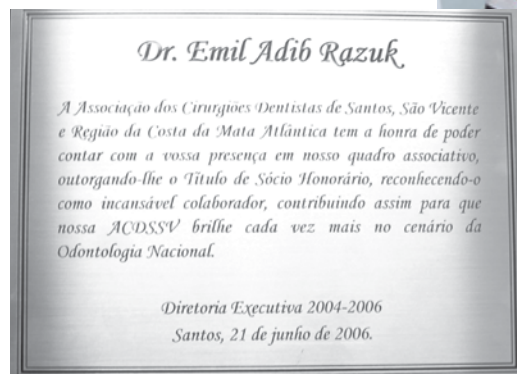 Dr. Emil Adib Razuk
A Associação dos Cirurgiões Dentistas de Santos, São Vicente
e Região da Costa da Mata Atlântica tem a honra de poder
contar com a vossa presença em nosso quadro associativo,
outorgando-lhe o Título de Sócio Honorário, reconhecendo-o
como incansável colaborador, contribuindo assim para que
nossa ACDSSV brilhe cada vez mais no cenário da
Odontologia Nacional.
Diretoria Executiva 2004-2006
Santos, 21 de junho de 2006.